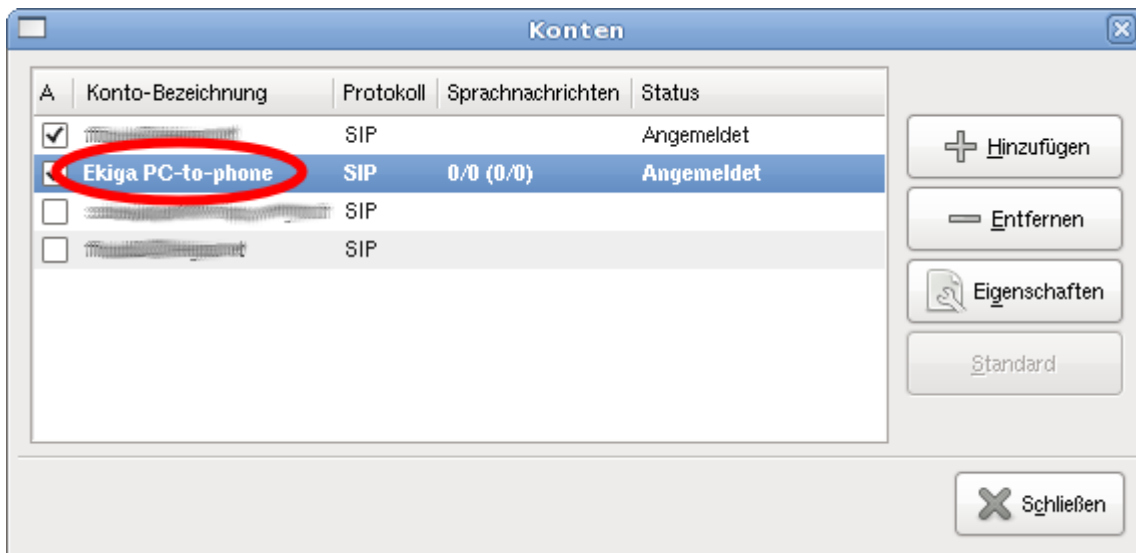 Konten
A Konto-Bezeichnung Protokoll Sprachnachrichten Status
SIP Angemeldet
Ekiga PC-to-phone SIP 0/0 (0/0) Angemeldet
SIP
SIP
Hinzufügen
Entfernen
Eigenschaften
Standard
Schließen